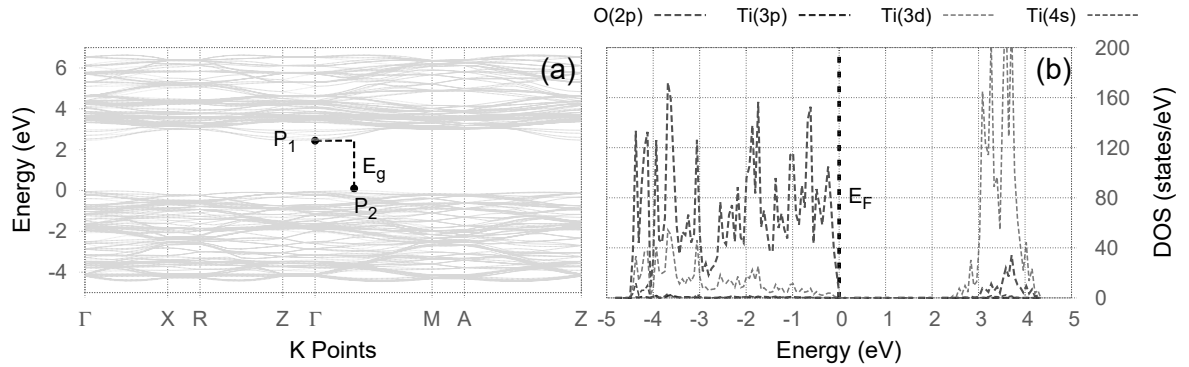 O(2p) Ti(3p) Ti(3d) Ti(4s)
(a)
6
4
2
0
-2
-4
Energy (eV)
P1
Eg
P2
Γ X R Z Γ M A Z
K Points
(b)
200
160
120
80
40
0
DOS (states/eV)
EF
-5 -4 -3 -2 -1 0 1 2 3 4 5
Energy (eV)